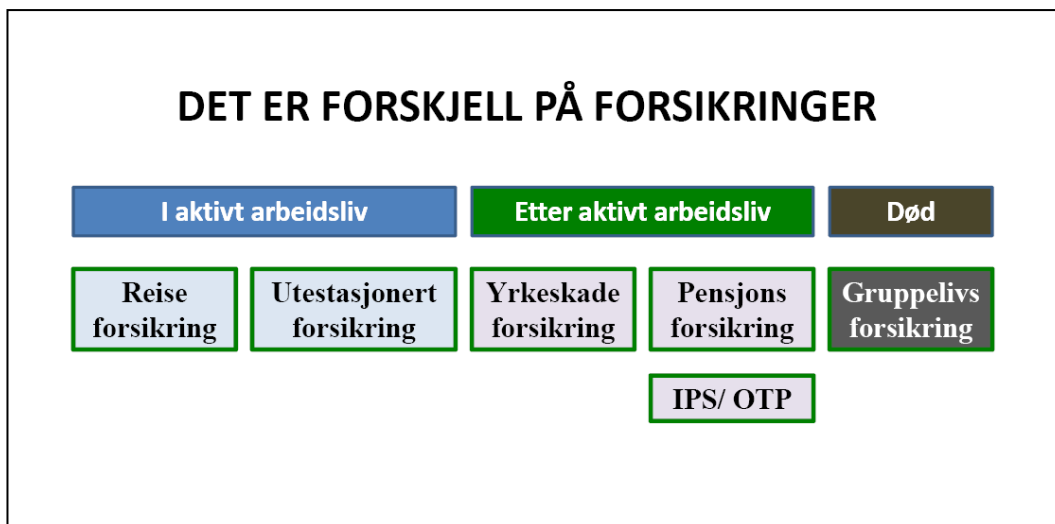 DET ER FORSKJELL PÅ FORSIKRINGER
I aktivt arbeidsliv
Etter aktivt arbeidsliv
Død
Reise
forsikring
Utestasjonert
forsikring
Yrkeskade
forsikring
Pensjons
forsikring
Gruppelivs
forsikring
IPS/ OTP